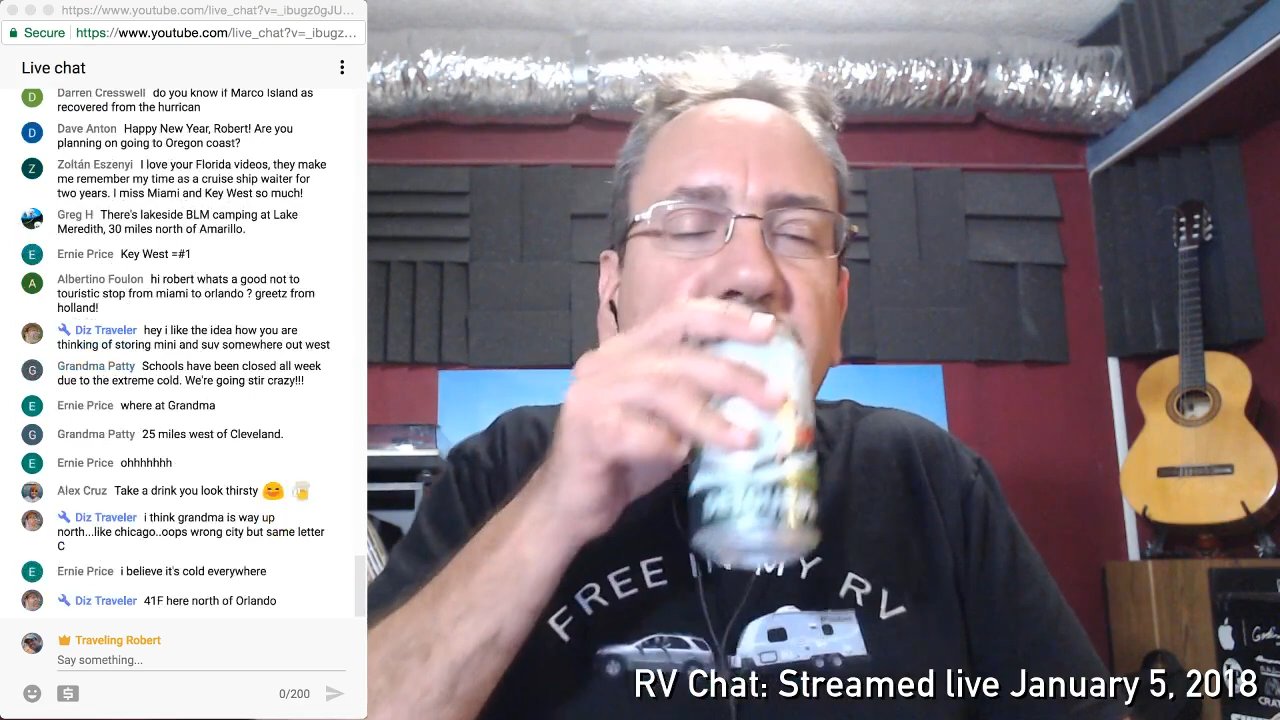 https://www.youtube.com/live_chat?v=_ibugz0gJU...
Secure https://www.youtube.com/live_chat?v=_ibugz...
Live chat
D Darren Cresswell do you know if Marco Island as
recovered from the hurrican
D Dave Anton Happy New Year, Robert! Are you
planning on going to Oregon coast?
Z Zoltán Eszenyi I love your Florida videos, they make
me remember my time as a cruise ship waiter for
two years. I miss Miami and Key West so much!
Greg H There's lakeside BLM camping at Lake
Meredith, 30 miles north of Amarillo.
E Ernie Price Key West =#1
A Albertino Foulon hi robert whats a good not to
touristic stop from miami to orlando ? greetz from
holland!
Diz Traveler hey i like the idea how you are
thinking of storing mini and suv somewhere out west
G Grandma Patty Schools have been closed all week
due to the extreme cold. We're going stir crazy!!!
E Ernie Price where at Grandma
G Grandma Patty 25 miles west of Cleveland.
E Ernie Price ohhhhhhh
Alex Cruz Take a drink you look thirsty
Diz Traveler i think grandma is way up
north...like chicago..oops wrong city but same letter
C
E Ernie Price i believe it's cold everywhere
Diz Traveler 41F here north of Orlando
Traveling Robert
Say something...
0/200
FREE IN MY RV
RV Chat: Streamed live January 5, 2018